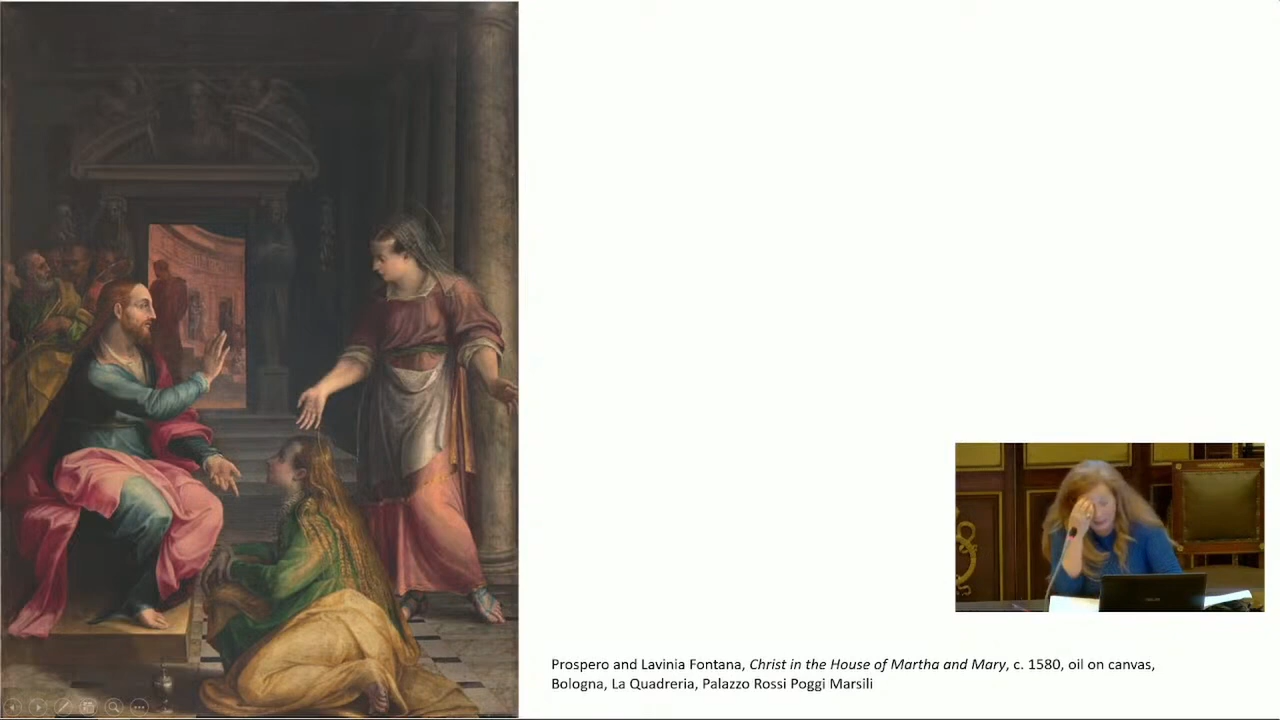 Prospero and Lavinia Fontana, Christ in the House of Martha and Mary, c. 1580, oil on canvas,
Bologna, La Quadreria, Palazzo Rossi Poggi Marsili